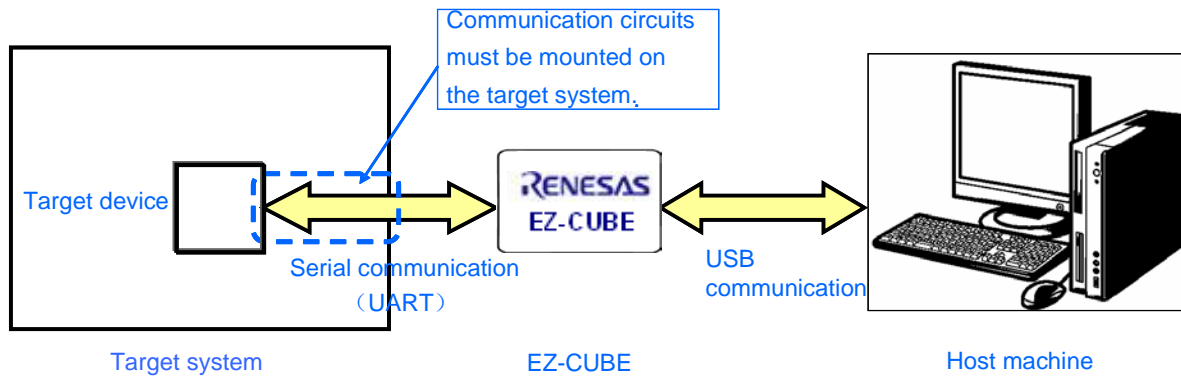 Communication circuits
must be mounted on
the target system.
Target device
RENESAS
EZ-CUBE
Serial communication
（UART）
USB
communication
Target system
EZ-CUBE
Host machine